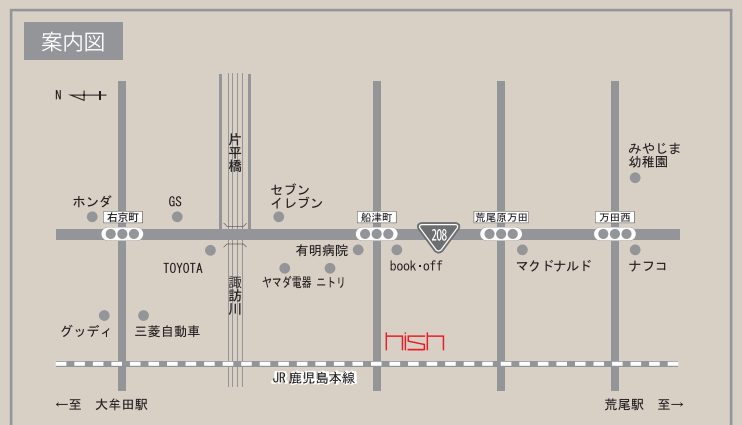 案内図
N
片平橋
みやじま
幼稚園
ホンダ
GS
セブン
イレブン
右京町
船津町
荒尾原万田
万田西
208
有明病院
TOYOTA
book・off
マクドナルド
ナフコ
ヤマダ電器 ニトリ
諏訪川
グッディ
三菱自動車
hish
JR 鹿児島本線
←至 大牟田駅
荒尾駅 至→